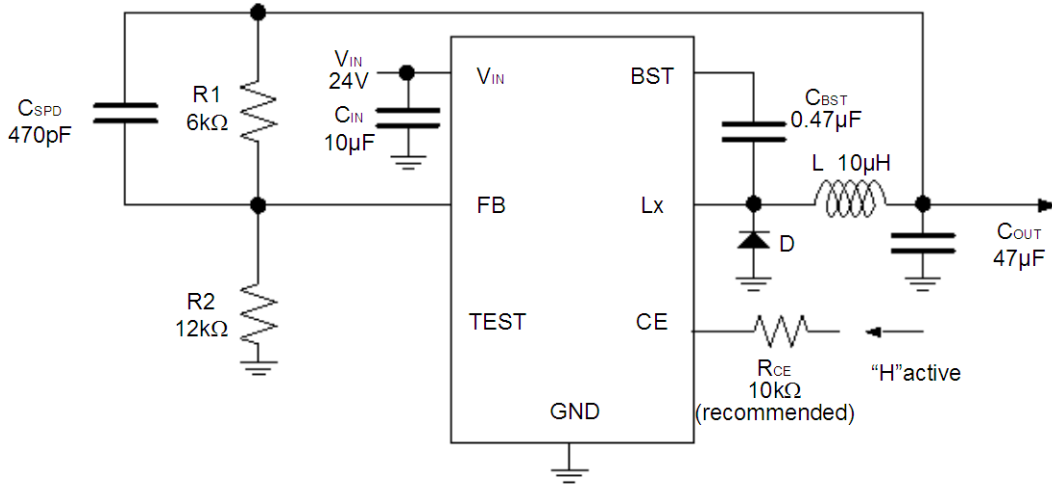 CSPD
470pF
R1
6kΩ
VIN
24V
CIN
10µF
VIN
BST
CBST
0.47µF
L 10µH
FB
Lx
D
COUT
47µF
R2
12kΩ
TEST
CE
RCE
10kΩ
(recommended)
“H”active
GND